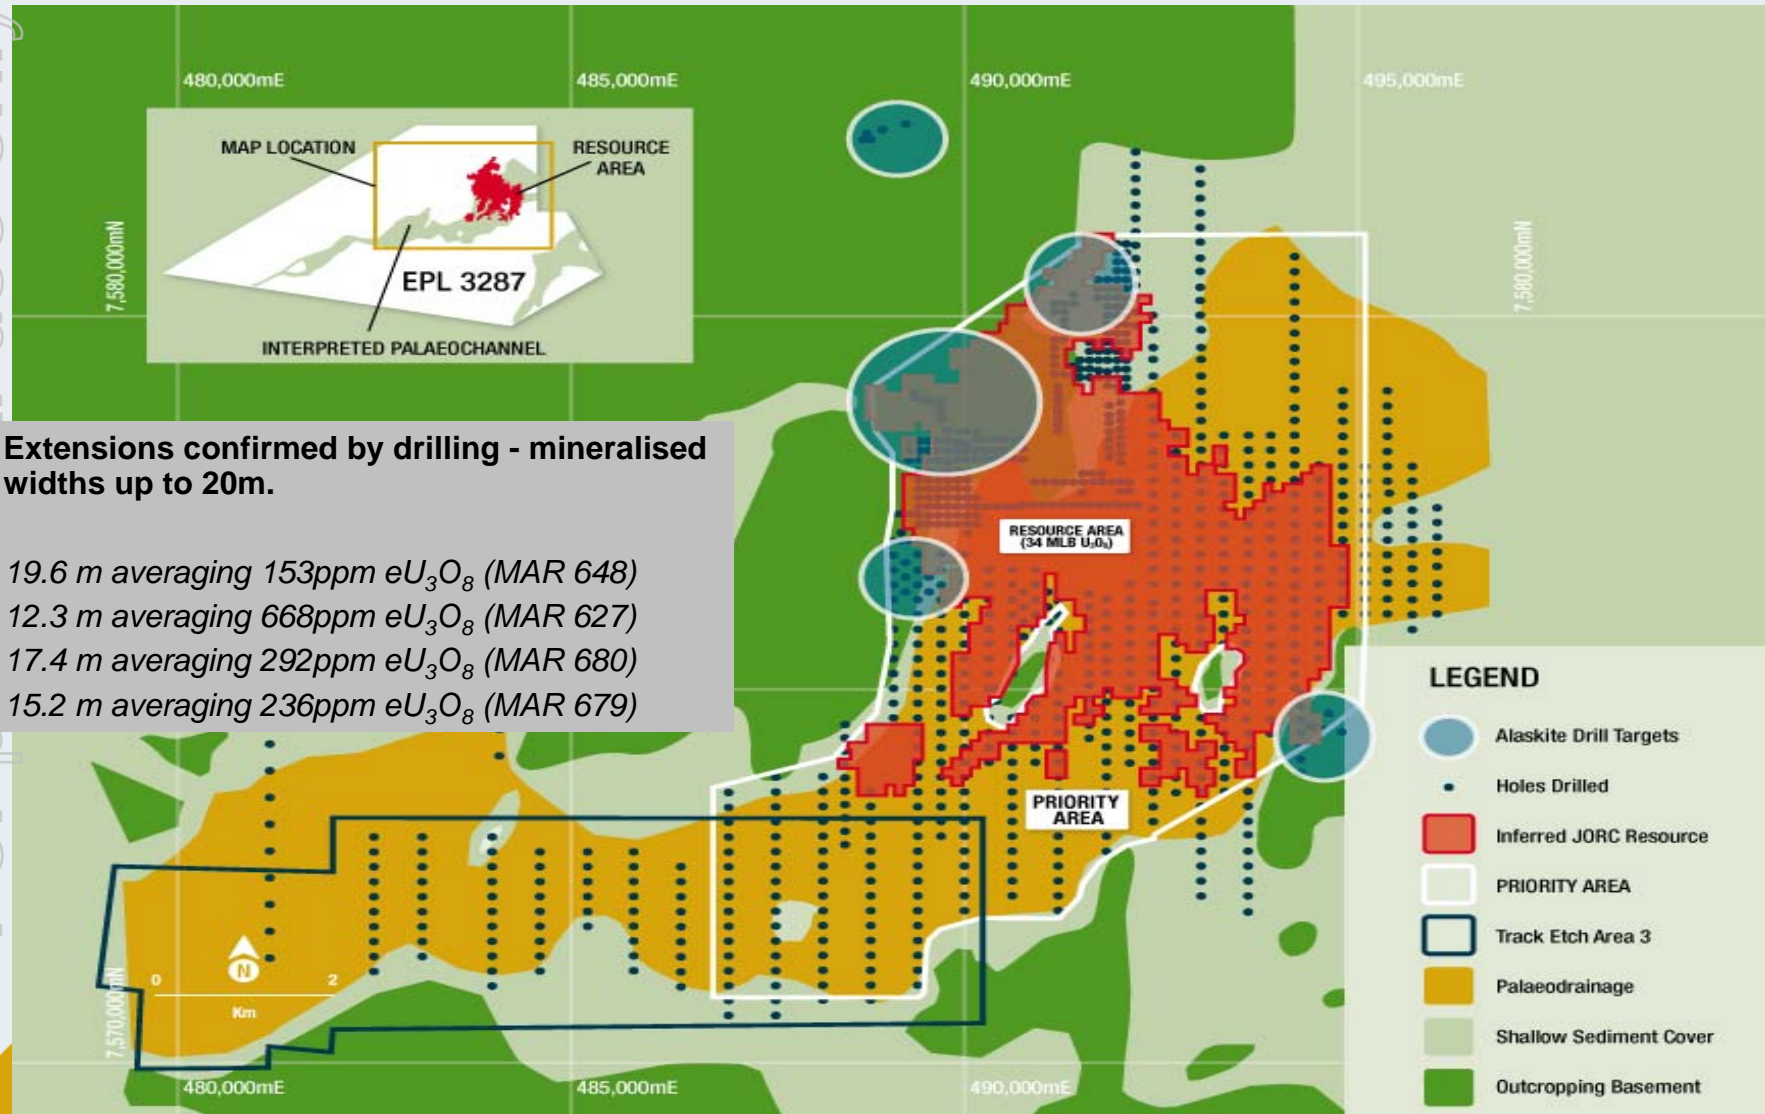 480,000mE
485,000mE
490,000mE
495,000mE
MAP LOCATION
RESOURCE
AREA
EPL 3287
INTERPRETED PALAEOCHANNEL
7,580,000mN
7,580,000mN
Extensions confirmed by drilling - mineralised
widths up to 20m.
19.6 m averaging 153ppm eU₃O₈ (MAR 648)
12.3 m averaging 668ppm eU₃O₈ (MAR 627)
17.4 m averaging 292ppm eU₃O₈ (MAR 680)
15.2 m averaging 236ppm eU₃O₈ (MAR 679)
RESOURCE AREA
(34 MLB U₃O₈)
PRIORITY
AREA
LEGEND
Alaskite Drill Targets
Holes Drilled
Inferred JORC Resource
PRIORITY AREA
Track Etch Area 3
Palaeodrainage
Shallow Sediment Cover
Outcropping Basement
0
N
2
Km
7,570,000mN
480,000mE
485,000mE
490,000mE